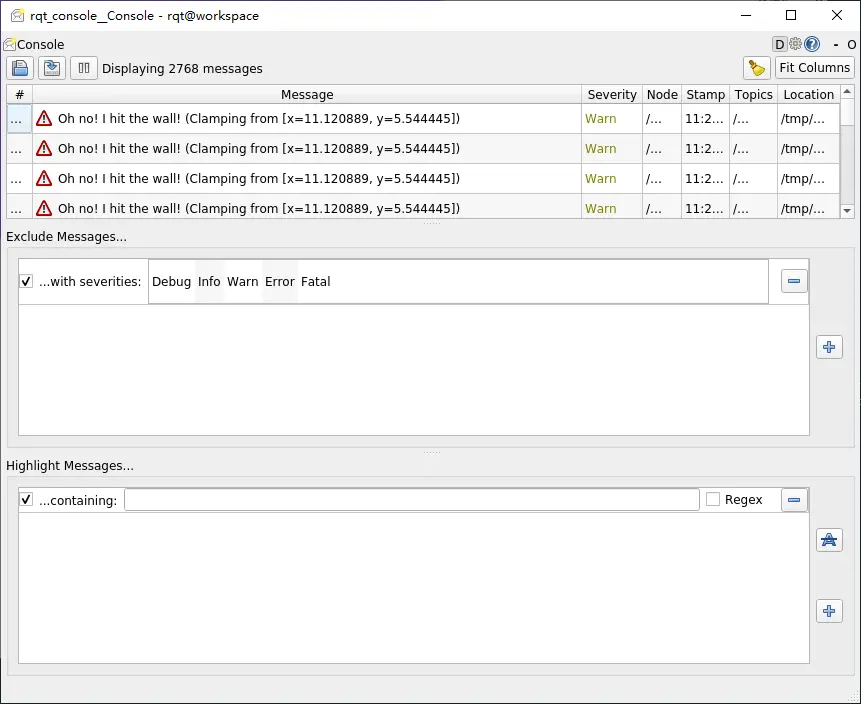 rqt_console__Console - rqt@workspace
Console D - O
Displaying 2768 messages Fit Columns
# Message Severity Node Stamp Topics Location
... Oh no! I hit the wall! (Clamping from [x=11.120889, y=5.544445]) Warn /... 11:2... /... /tmp/...
... Oh no! I hit the wall! (Clamping from [x=11.120889, y=5.544445]) Warn /... 11:2... /... /tmp/...
... Oh no! I hit the wall! (Clamping from [x=11.120889, y=5.544445]) Warn /... 11:2... /... /tmp/...
... Oh no! I hit the wall! (Clamping from [x=11.120889, y=5.544445]) Warn /... 11:2... /... /tmp/...
Exclude Messages...
...with severities: Debug Info Warn Error Fatal
Highlight Messages...
...containing: Regex